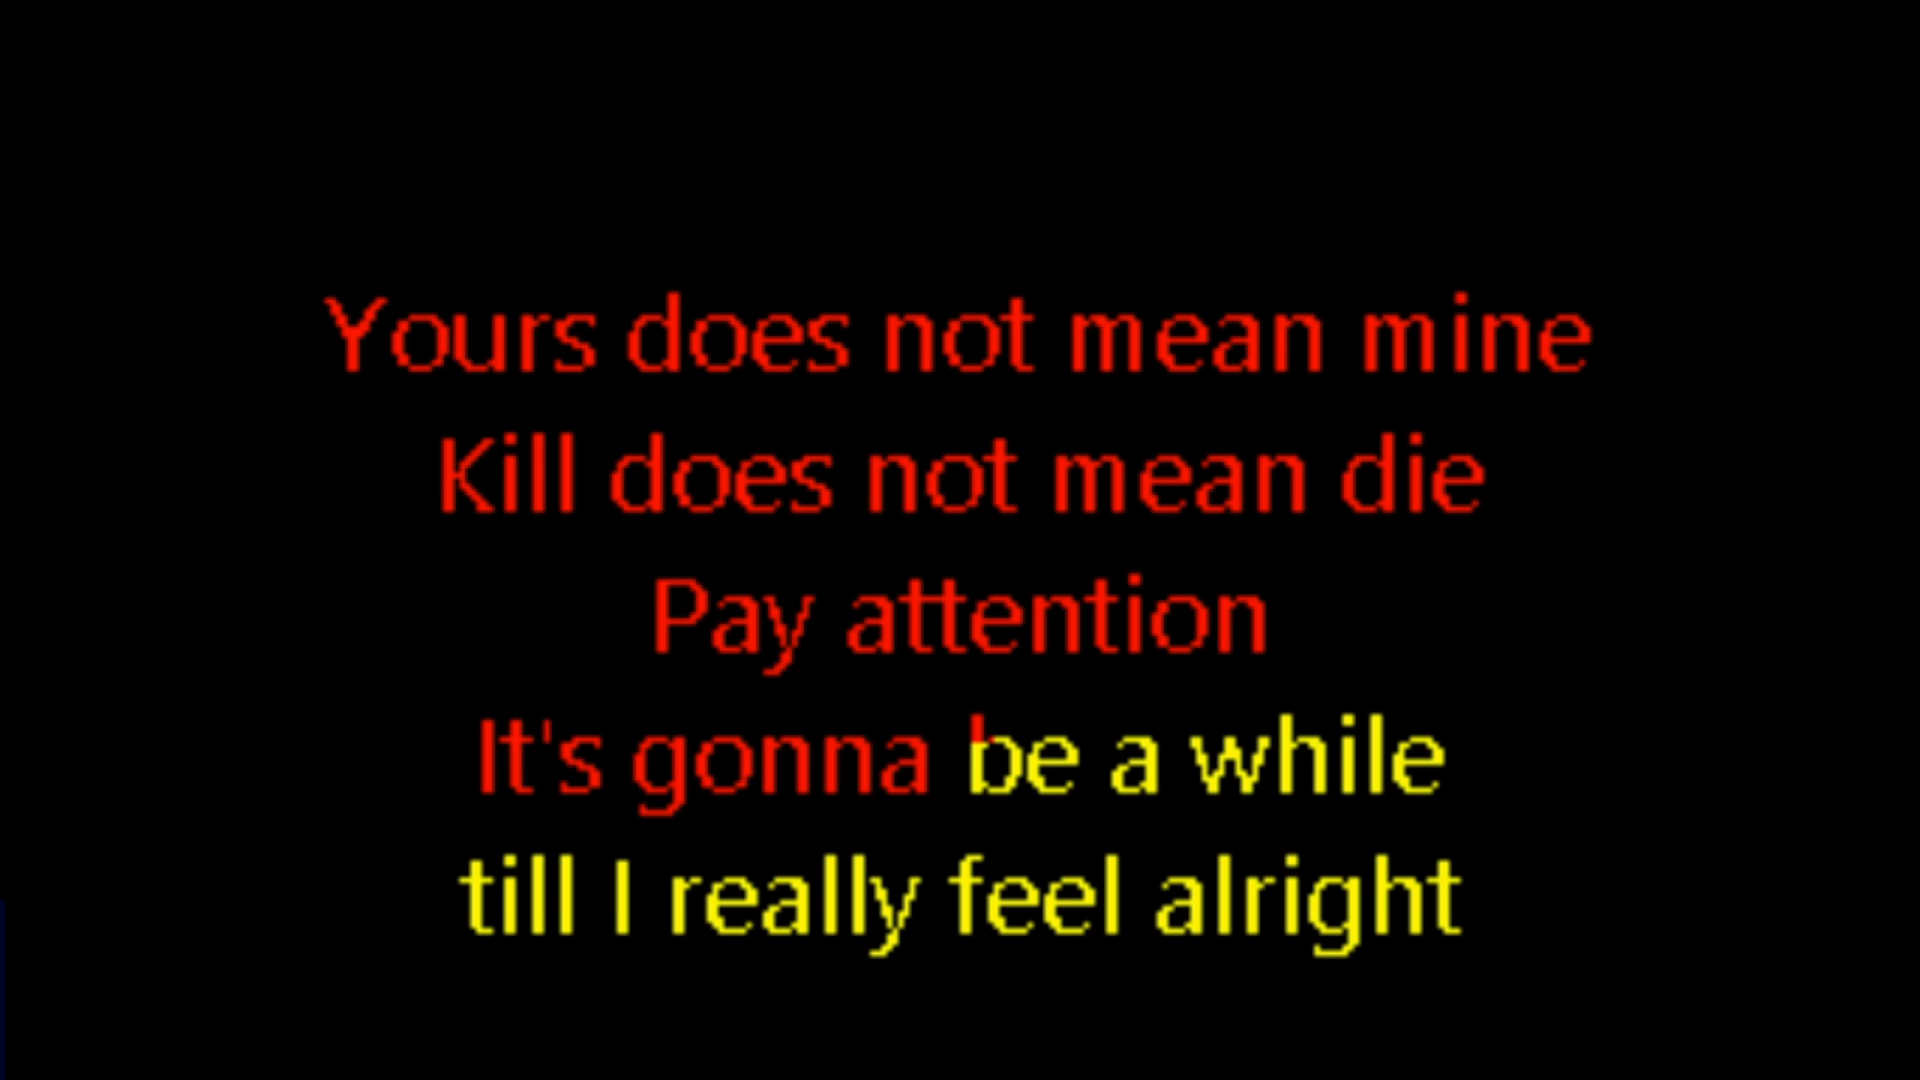 Yours does not mean mine
Kill does not mean die
Pay attention
It's gonna be a while
till I really feel alright